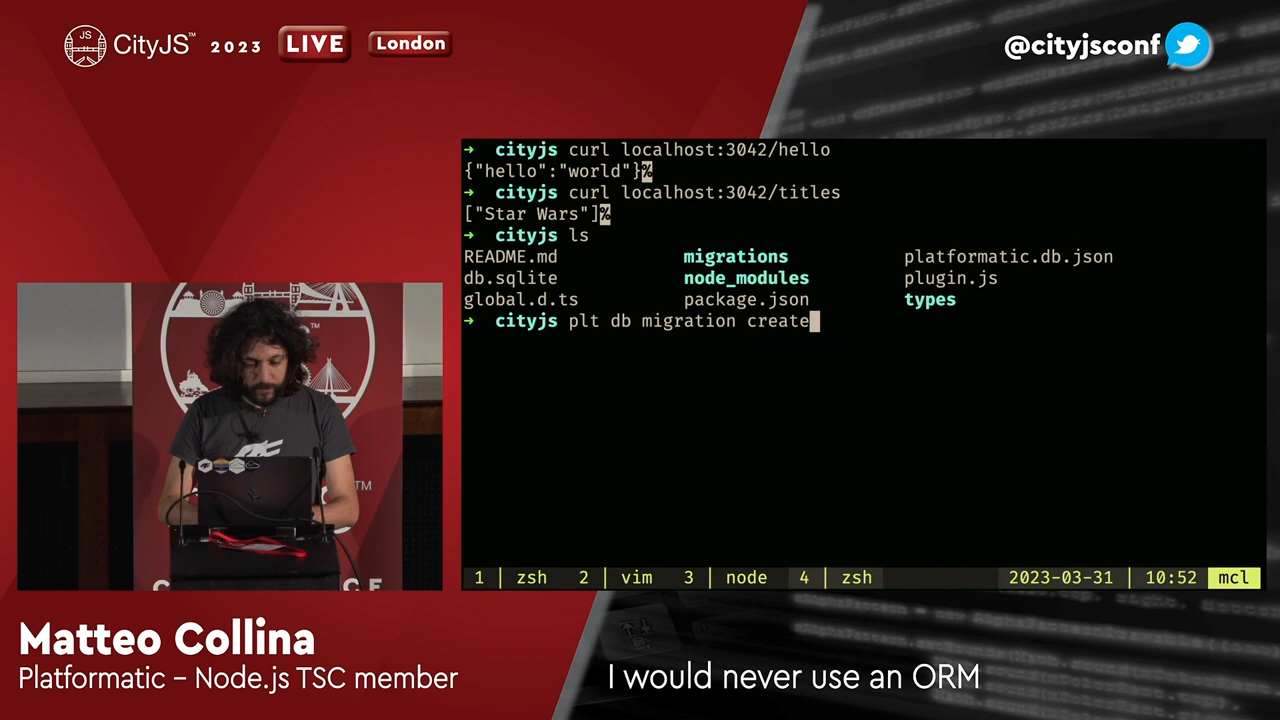 JS
CityJS™ 2023 LIVE London
@cityjsconf
➜ cityjs curl localhost:3042/hello
{"hello":"world"}%
➜ cityjs curl localhost:3042/titles
["Star Wars"]%
➜ cityjs ls
README.md migrations platformatic.db.json
db.sqlite node_modules plugin.js
global.d.ts package.json types
➜ cityjs plt db migration create
1 | zsh 2 | vim 3 | node 4 | zsh 2023-03-31 | 10:52 mcl
TM
TM
Matteo Collina
Platformatic – Node.js TSC member
I would never use an ORM